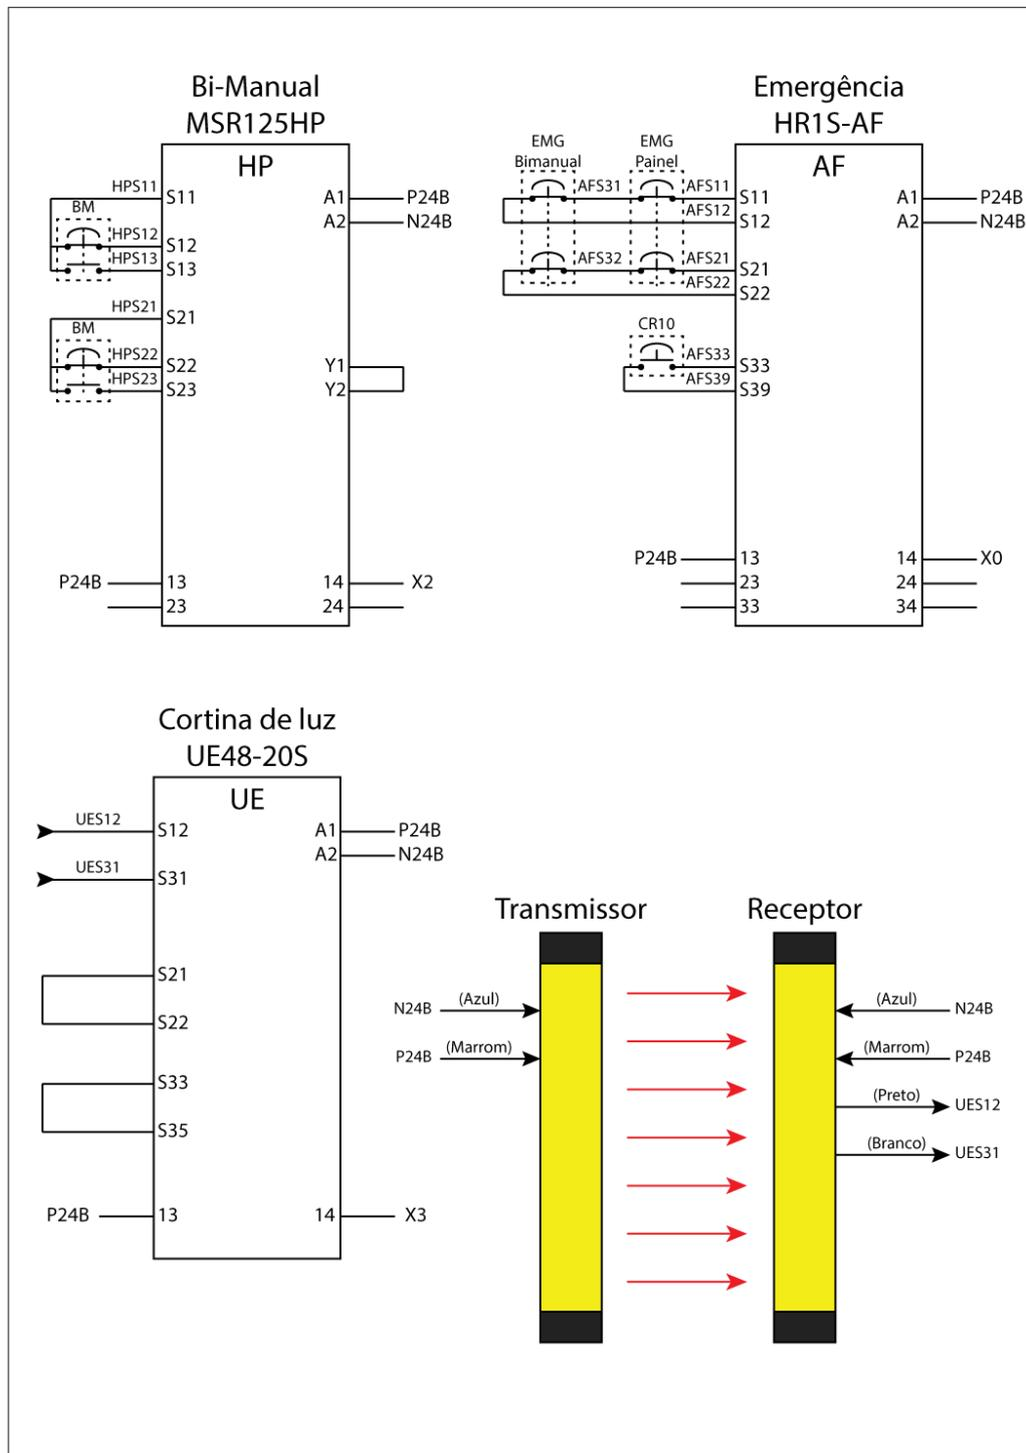 Bi-Manual
MSR125HP
HP
HPS11
S11
BM
HPS12
S12
HPS13
S13
HPS21
S21
BM
HPS22
S22
HPS23
S23
A1
P24B
A2
N24B
Y1
Y2
P24B
13
23
14
X2
24
Emergência
HR1S-AF
AF
EMG
Bimanual
EMG
Painel
AFS31
AFS11
S11
AFS12
S12
AFS32
AFS21
S21
AFS22
S22
CR10
AFS33
S33
AFS39
S39
A1
P24B
A2
N24B
P24B
13
23
33
14
X0
24
34
Cortina de luz
UE48-20S
UE
UES12
S12
UES31
S31
S21
S22
S33
S35
A1
P24B
A2
N24B
P24B
13
14
X3
Transmissor
N24B
(Azul)
P24B
(Marrom)
Receptor
(Azul)
N24B
(Marrom)
P24B
(Preto)
UES12
(Branco)
UES31